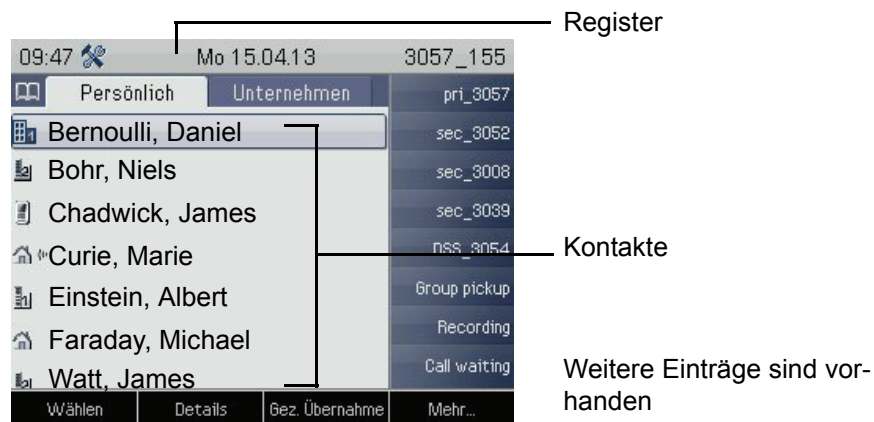 Register
09:47 Mo 15.04.13 3057_155
Persönlich Unternehmen pri_3057
Bernoulli, Daniel sec_3052
Bohr, Niels sec_3008
Chadwick, James sec_3039
Curie, Marie DSS_3054 Kontakte
Einstein, Albert Group pickup
Faraday, Michael Recording
Watt, James Call waiting
Weitere Einträge sind vor-
handen
Wählen Details Gez. Übernahme Mehr...